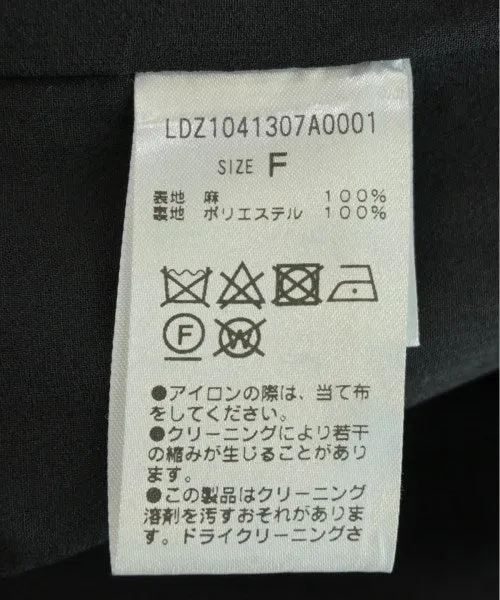 LDZ1041307A0001
SIZE F
表地 麻 100%
裏地 ポリエステル 100%
F W
●アイロンの際は、当て布
をしてください。
●クリーニングにより若干
の縮みが生じることがあり
ます。
●この製品はクリーニング
溶剤を汚すおそれがありま
す。ドライクリーニングさ